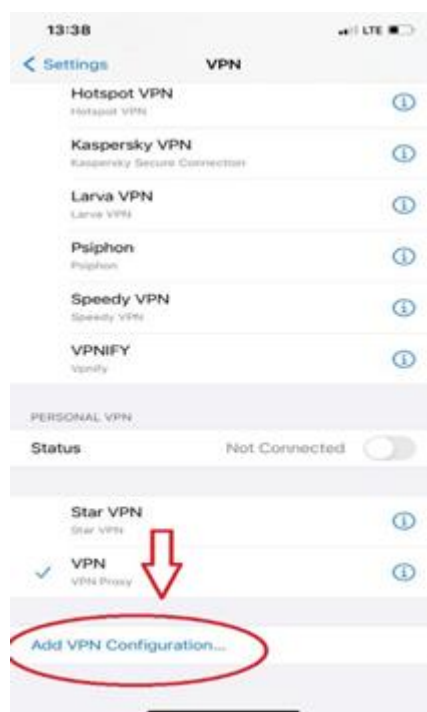 13:38
LTE
Settings
VPN
Hotspot VPN
Hotspot VPN
Kaspersky VPN
Kaspersky Secure Connection
Larva VPN
Larva VPN
Psiphon
Psiphon
Speedy VPN
Speedy VPN
VPNIFY
Vpnify
PERSONAL VPN
Status
Not Connected
Star VPN
Star VPN
VPN
VPN Proxy
Add VPN Configuration...